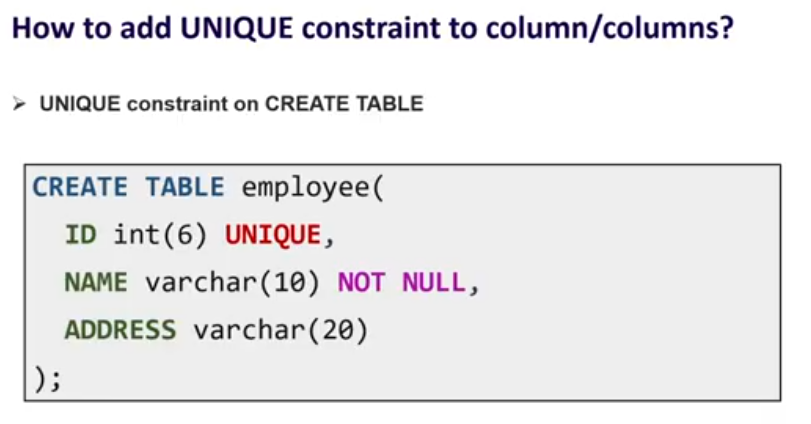 How to add UNIQUE constraint to column/columns?
➢ UNIQUE constraint on CREATE TABLE
CREATE TABLE employee(
ID int(6) UNIQUE,
NAME varchar(10) NOT NULL,
ADDRESS varchar(20)
);